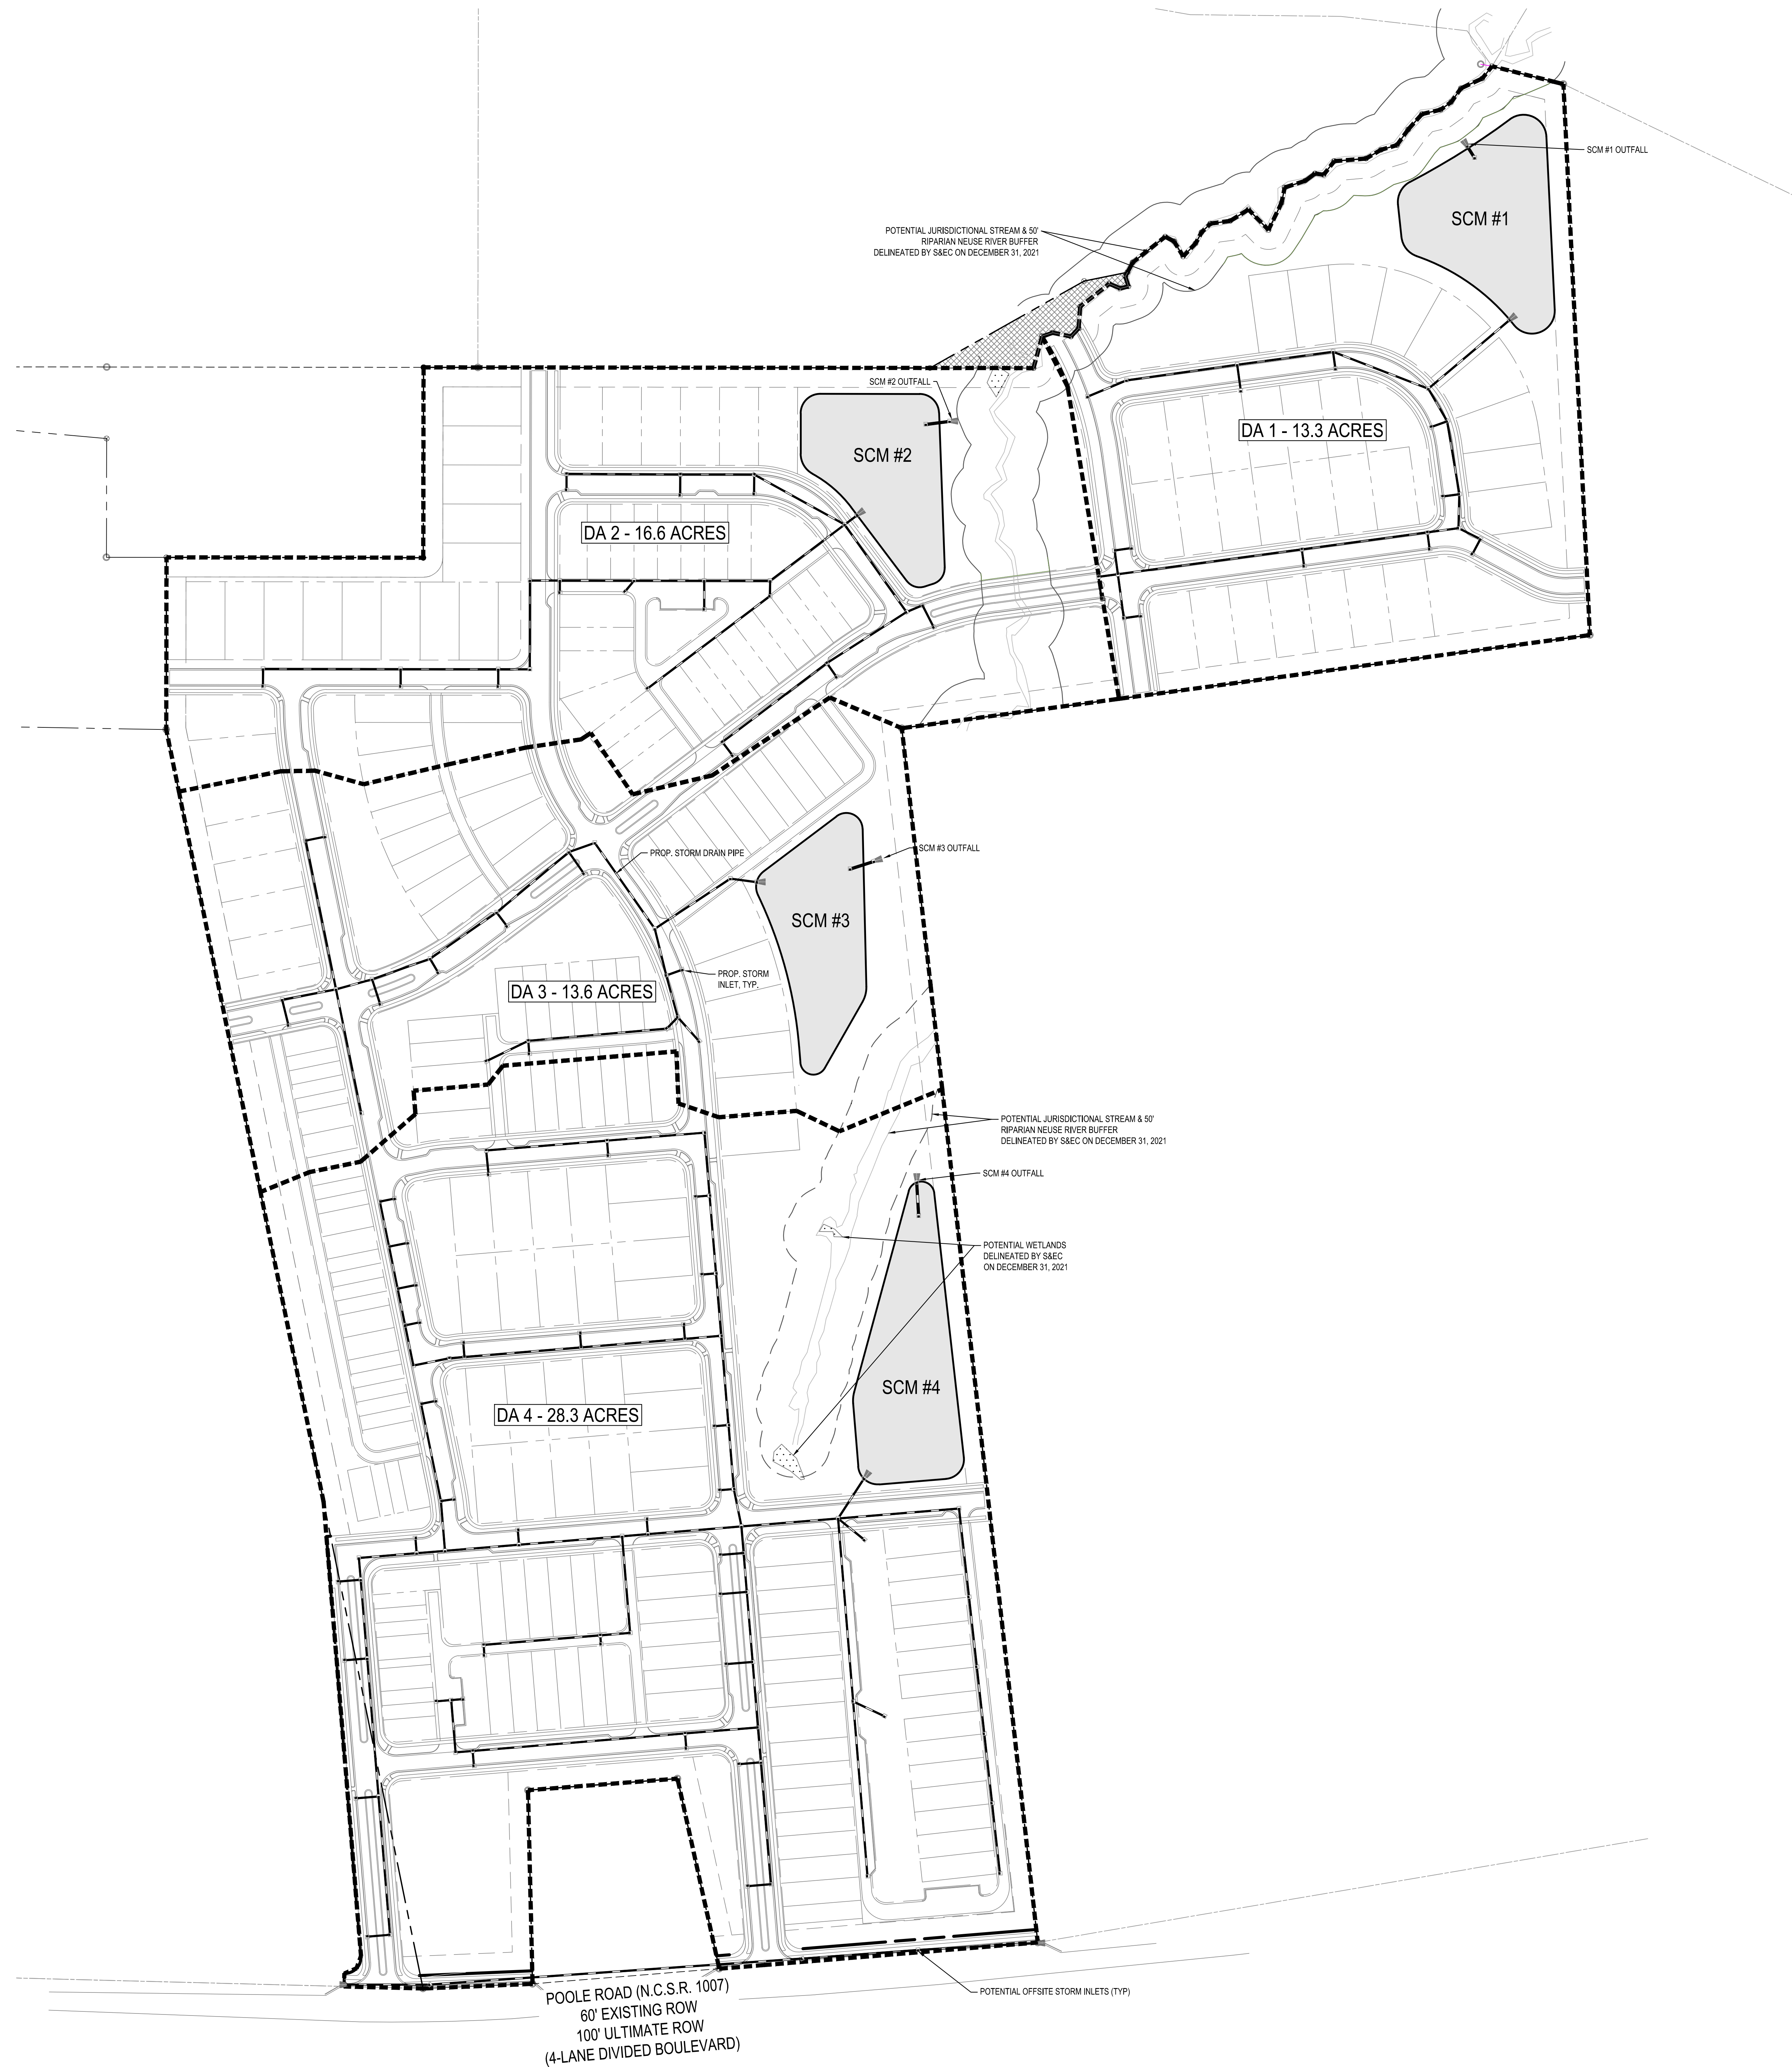 SCM #1 OUTFALL
SCM #1
POTENTIAL JURISDICTIONAL STREAM & 50'
RIPARIAN NEUSE RIVER BUFFER
DELINEATED BY S&EC ON DECEMBER 31, 2021
SCM #2 OUTFALL
DA 1 - 13.3 ACRES
SCM #2
DA 2 - 16.6 ACRES
SCM #3 OUTFALL
PROP. STORM DRAIN PIPE
SCM #3
PROP. STORM
INLET, TYP.
DA 3 - 13.6 ACRES
POTENTIAL JURISDICTIONAL STREAM & 50'
RIPARIAN NEUSE RIVER BUFFER
DELINEATED BY S&EC ON DECEMBER 31, 2021
SCM #4 OUTFALL
POTENTIAL WETLANDS
DELINEATED BY S&EC
ON DECEMBER 31, 2021
SCM #4
DA 4 - 28.3 ACRES
POTENTIAL OFFSITE STORM INLETS (TYP)
POOLE ROAD (N.C.S.R. 1007)
60' EXISTING ROW
100' ULTIMATE ROW
(4-LANE DIVIDED BOULEVARD)